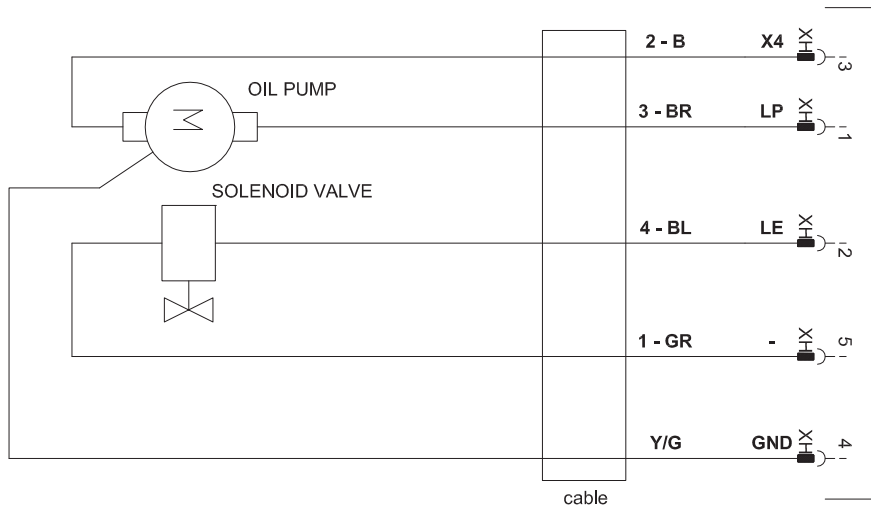 2 - B X4 X 3
OIL PUMP
M
3 - BR LP X 1
SOLENOID VALVE
4 - BL LE X 2
1 - GR - X 5
Y/G GND X 4
cable